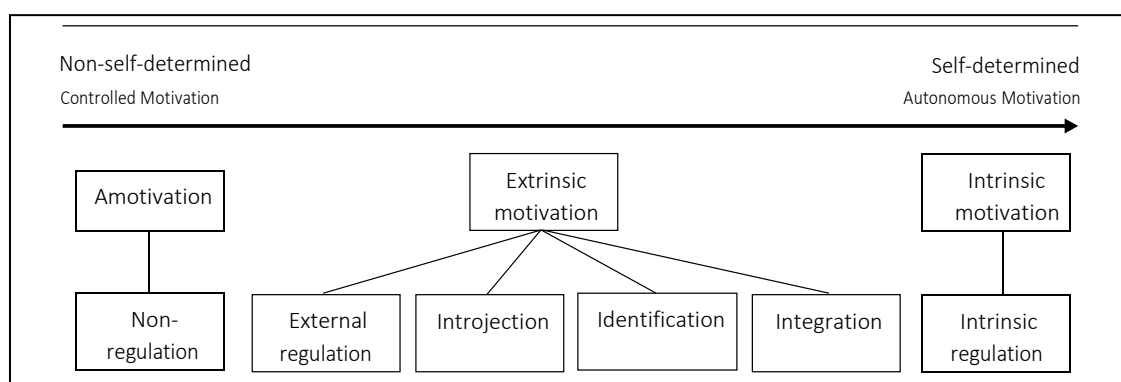 Non-self-determined
Self-determined
Controlled Motivation
Autonomous Motivation
Amotivation
Extrinsic
motivation
Intrinsic
motivation
Non-
regulation
External
regulation
Introjection
Identification
Integration
Intrinsic
regulation